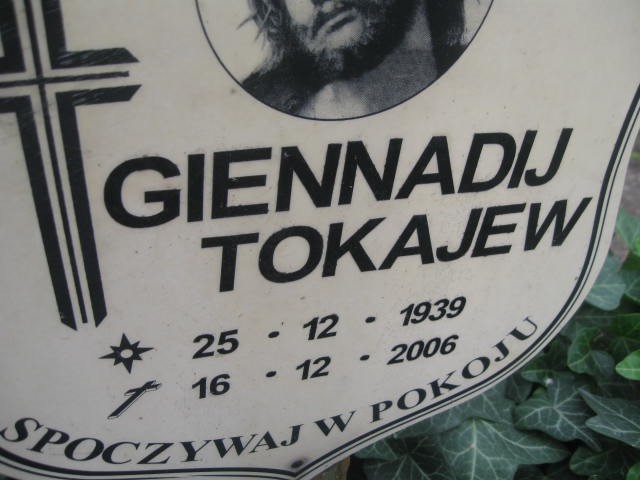 GIENNADIJ
TOKAJEW
25 · 12 · 1939
16 · 12 · 2006
SPOCZYWAJ W POKOJU